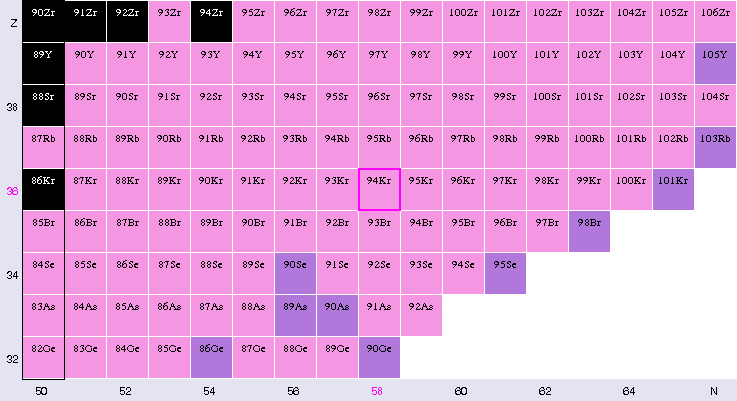 90Zr 91Zr 92Zr 93Zr 94Zr 95Zr 96Zr 97Zr 98Zr 99Zr 100Zr 101Zr 102Zr 103Zr 104Zr 105Zr 106Zr
Z
89Y 90Y 91Y 92Y 93Y 94Y 95Y 96Y 97Y 98Y 99Y 100Y 101Y 102Y 103Y 104Y 105Y
38 88Sr 89Sr 90Sr 91Sr 92Sr 93Sr 94Sr 95Sr 96Sr 97Sr 98Sr 99Sr 100Sr 101Sr 102Sr 103Sr 104Sr
87Rb 88Rb 89Rb 90Rb 91Rb 92Rb 93Rb 94Rb 95Rb 96Rb 97Rb 98Rb 99Rb 100Rb 101Rb 102Rb 103Rb
36 86Kr 87Kr 88Kr 89Kr 90Kr 91Kr 92Kr 93Kr 94Kr 95Kr 96Kr 97Kr 98Kr 99Kr 100Kr 101Kr
85Br 86Br 87Br 88Br 89Br 90Br 91Br 92Br 93Br 94Br 95Br 96Br 97Br 98Br
34 84Se 85Se 86Se 87Se 88Se 89Se 90Se 91Se 92Se 93Se 94Se 95Se
83As 84As 85As 86As 87As 88As 89As 90As 91As 92As
32 82Ge 83Ge 84Ge 85Ge 86Ge 87Ge 88Ge 89Ge 90Ge
50 52 54 56 58 60 62 64 N